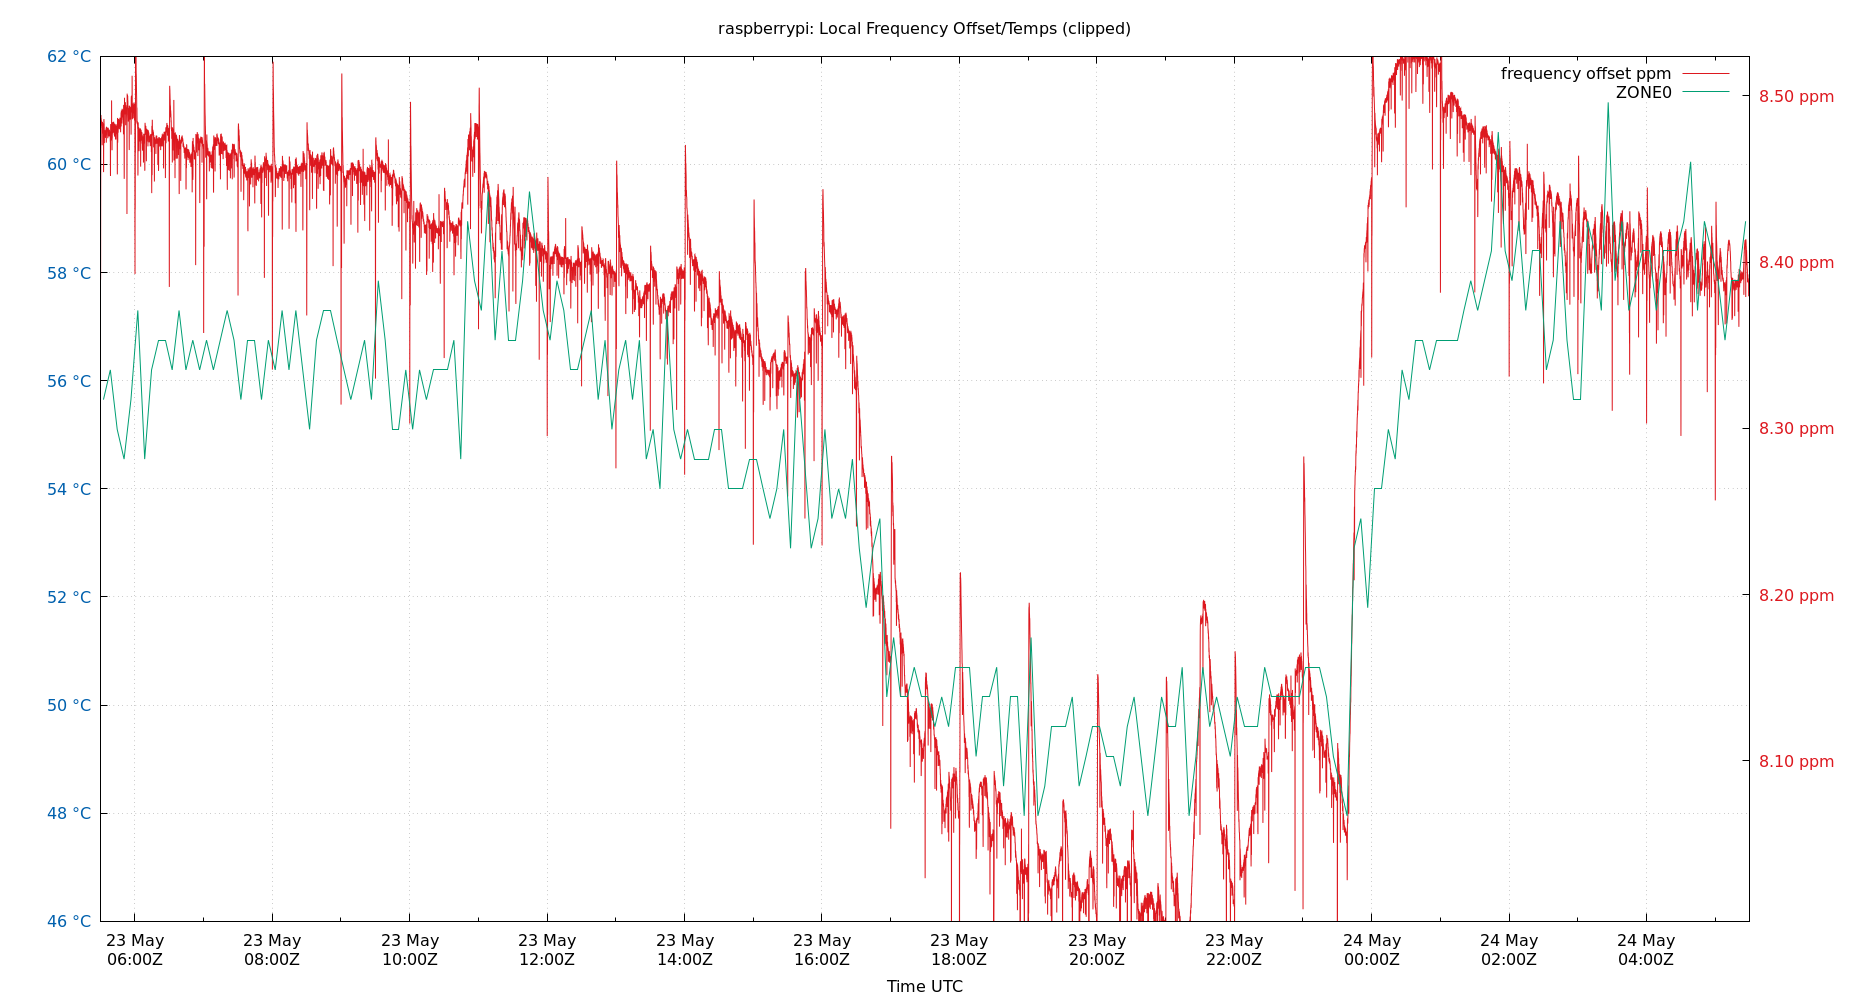 raspberrypi: Local Frequency Offset/Temps (clipped)
62 °C
60 °C
58 °C
56 °C
54 °C
52 °C
50 °C
48 °C
46 °C
frequency offset ppm
ZONE0
8.50 ppm
8.40 ppm
8.30 ppm
8.20 ppm
8.10 ppm
23 May 23 May 23 May 23 May 23 May 23 May 23 May 23 May 23 May 24 May 24 May 24 May
06:00Z 08:00Z 10:00Z 12:00Z 14:00Z 16:00Z 18:00Z 20:00Z 22:00Z 00:00Z 02:00Z 04:00Z
Time UTC